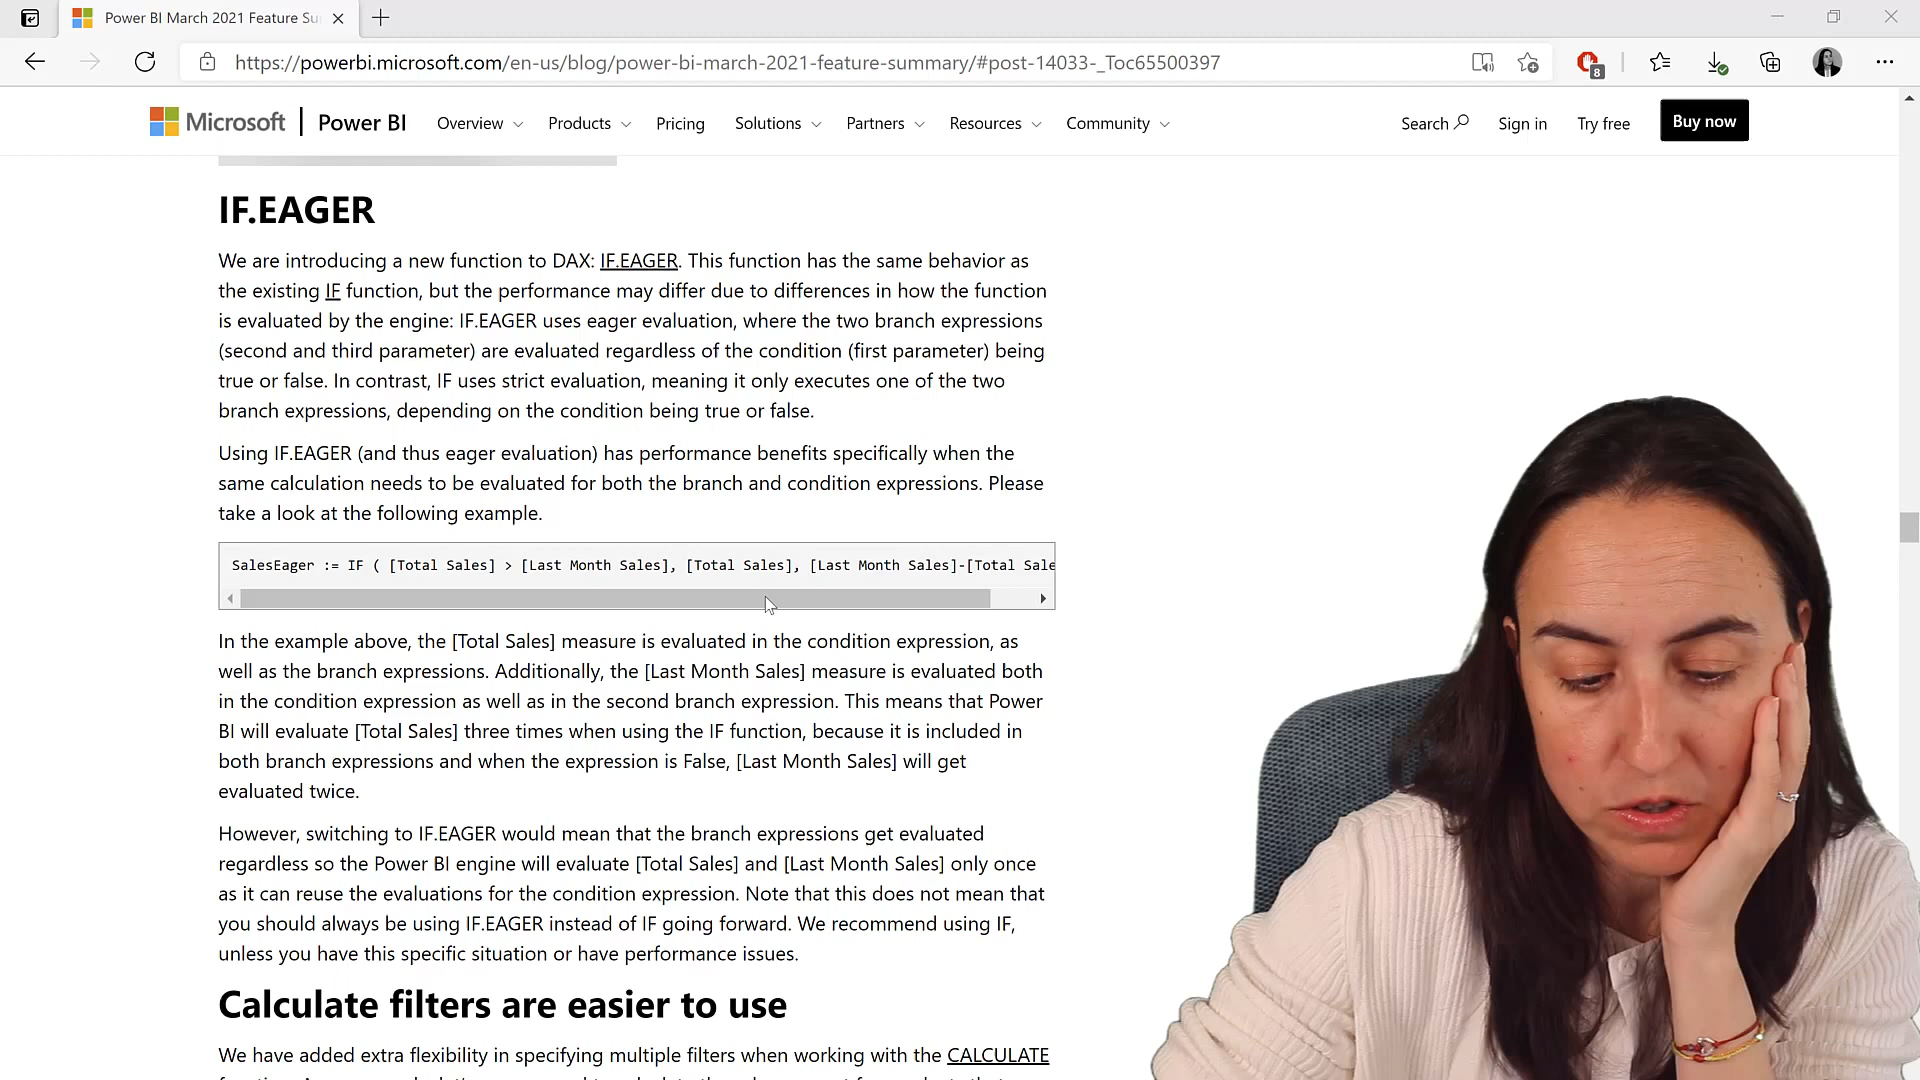 Power BI March 2021 Feature Su
https://powerbi.microsoft.com/en-us/blog/power-bi-march-2021-feature-summary/#post-14033-_Toc65500397
8
Microsoft
Power BI
Overview
Products
Pricing
Solutions
Partners
Resources
Community
Search
Sign in
Try free
Buy now
IF.EAGER
We are introducing a new function to DAX: IF.EAGER. This function has the same behavior as
the existing IF function, but the performance may differ due to differences in how the function
is evaluated by the engine: IF.EAGER uses eager evaluation, where the two branch expressions
(second and third parameter) are evaluated regardless of the condition (first parameter) being
true or false. In contrast, IF uses strict evaluation, meaning it only executes one of the two
branch expressions, depending on the condition being true or false.
Using IF.EAGER (and thus eager evaluation) has performance benefits specifically when the
same calculation needs to be evaluated for both the branch and condition expressions. Please
take a look at the following example.
SalesEager := IF ( [Total Sales] > [Last Month Sales], [Total Sales], [Last Month Sales]-[Total Sale
In the example above, the [Total Sales] measure is evaluated in the condition expression, as
well as the branch expressions. Additionally, the [Last Month Sales] measure is evaluated both
in the condition expression as well as in the second branch expression. This means that Power
BI will evaluate [Total Sales] three times when using the IF function, because it is included in
both branch expressions and when the expression is False, [Last Month Sales] will get
evaluated twice.
However, switching to IF.EAGER would mean that the branch expressions get evaluated
regardless so the Power BI engine will evaluate [Total Sales] and [Last Month Sales] only once
as it can reuse the evaluations for the condition expression. Note that this does not mean that
you should always be using IF.EAGER instead of IF going forward. We recommend using IF,
unless you have this specific situation or have performance issues.
Calculate filters are easier to use
We have added extra flexibility in specifying multiple filters when working with the CALCULATE